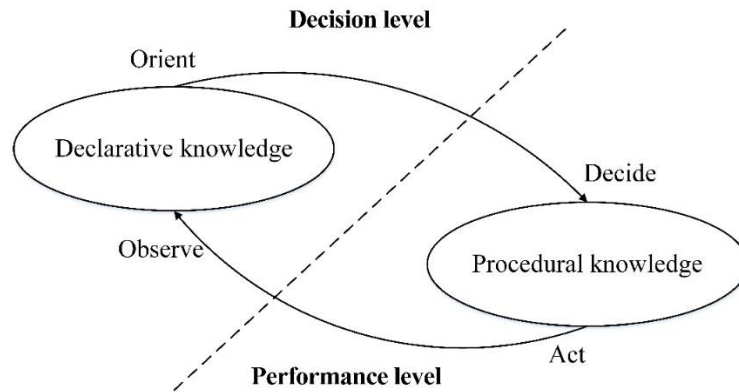 Decision level
Orient
Declarative knowledge
Decide
Observe
Procedural knowledge
Act
Performance level